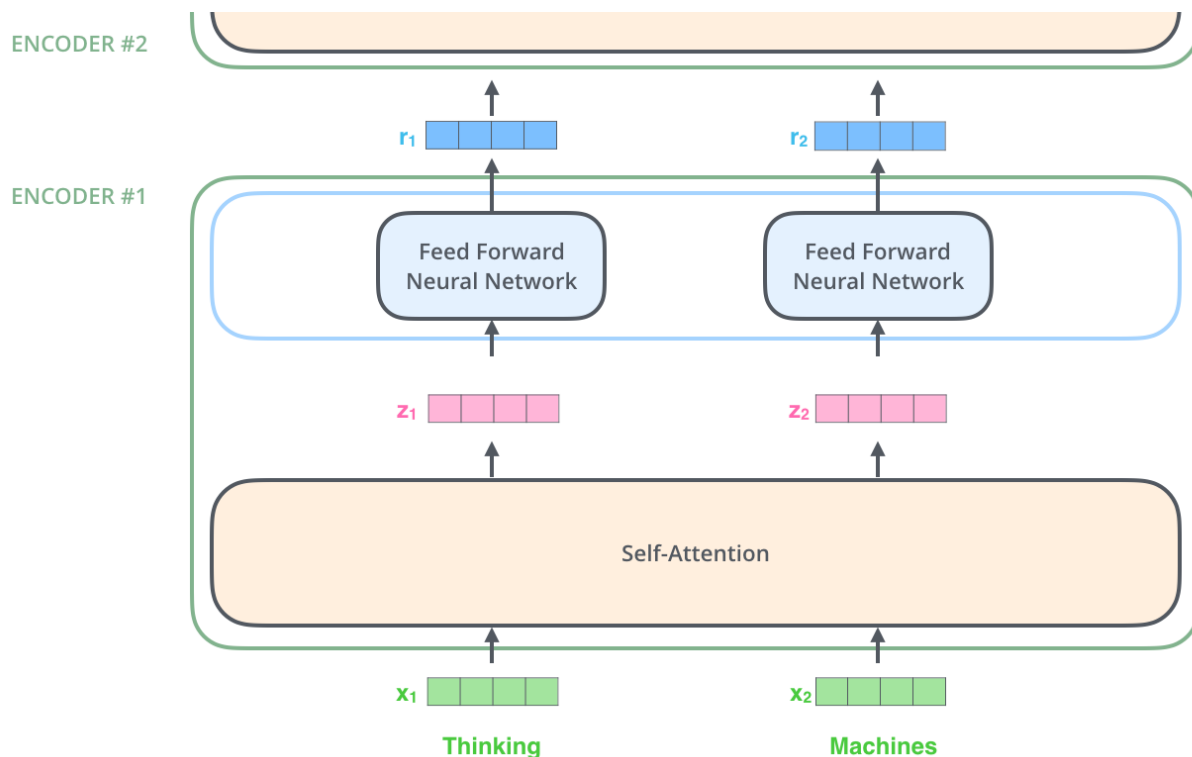 ENCODER #2
r₁
r₂
ENCODER #1
Feed Forward
Neural Network
Feed Forward
Neural Network
z₁
z₂
Self-Attention
x₁
x₂
Thinking
Machines